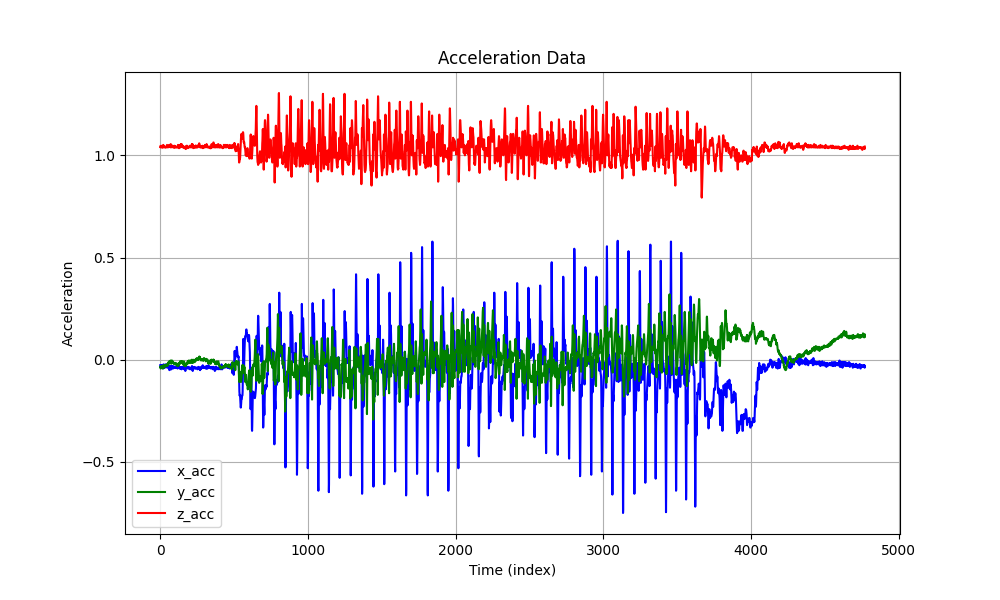 Acceleration Data
Acceleration
1.0
0.5
0.0
−0.5
x_acc
y_acc
z_acc
0 1000 2000 3000 4000 5000
Time (index)